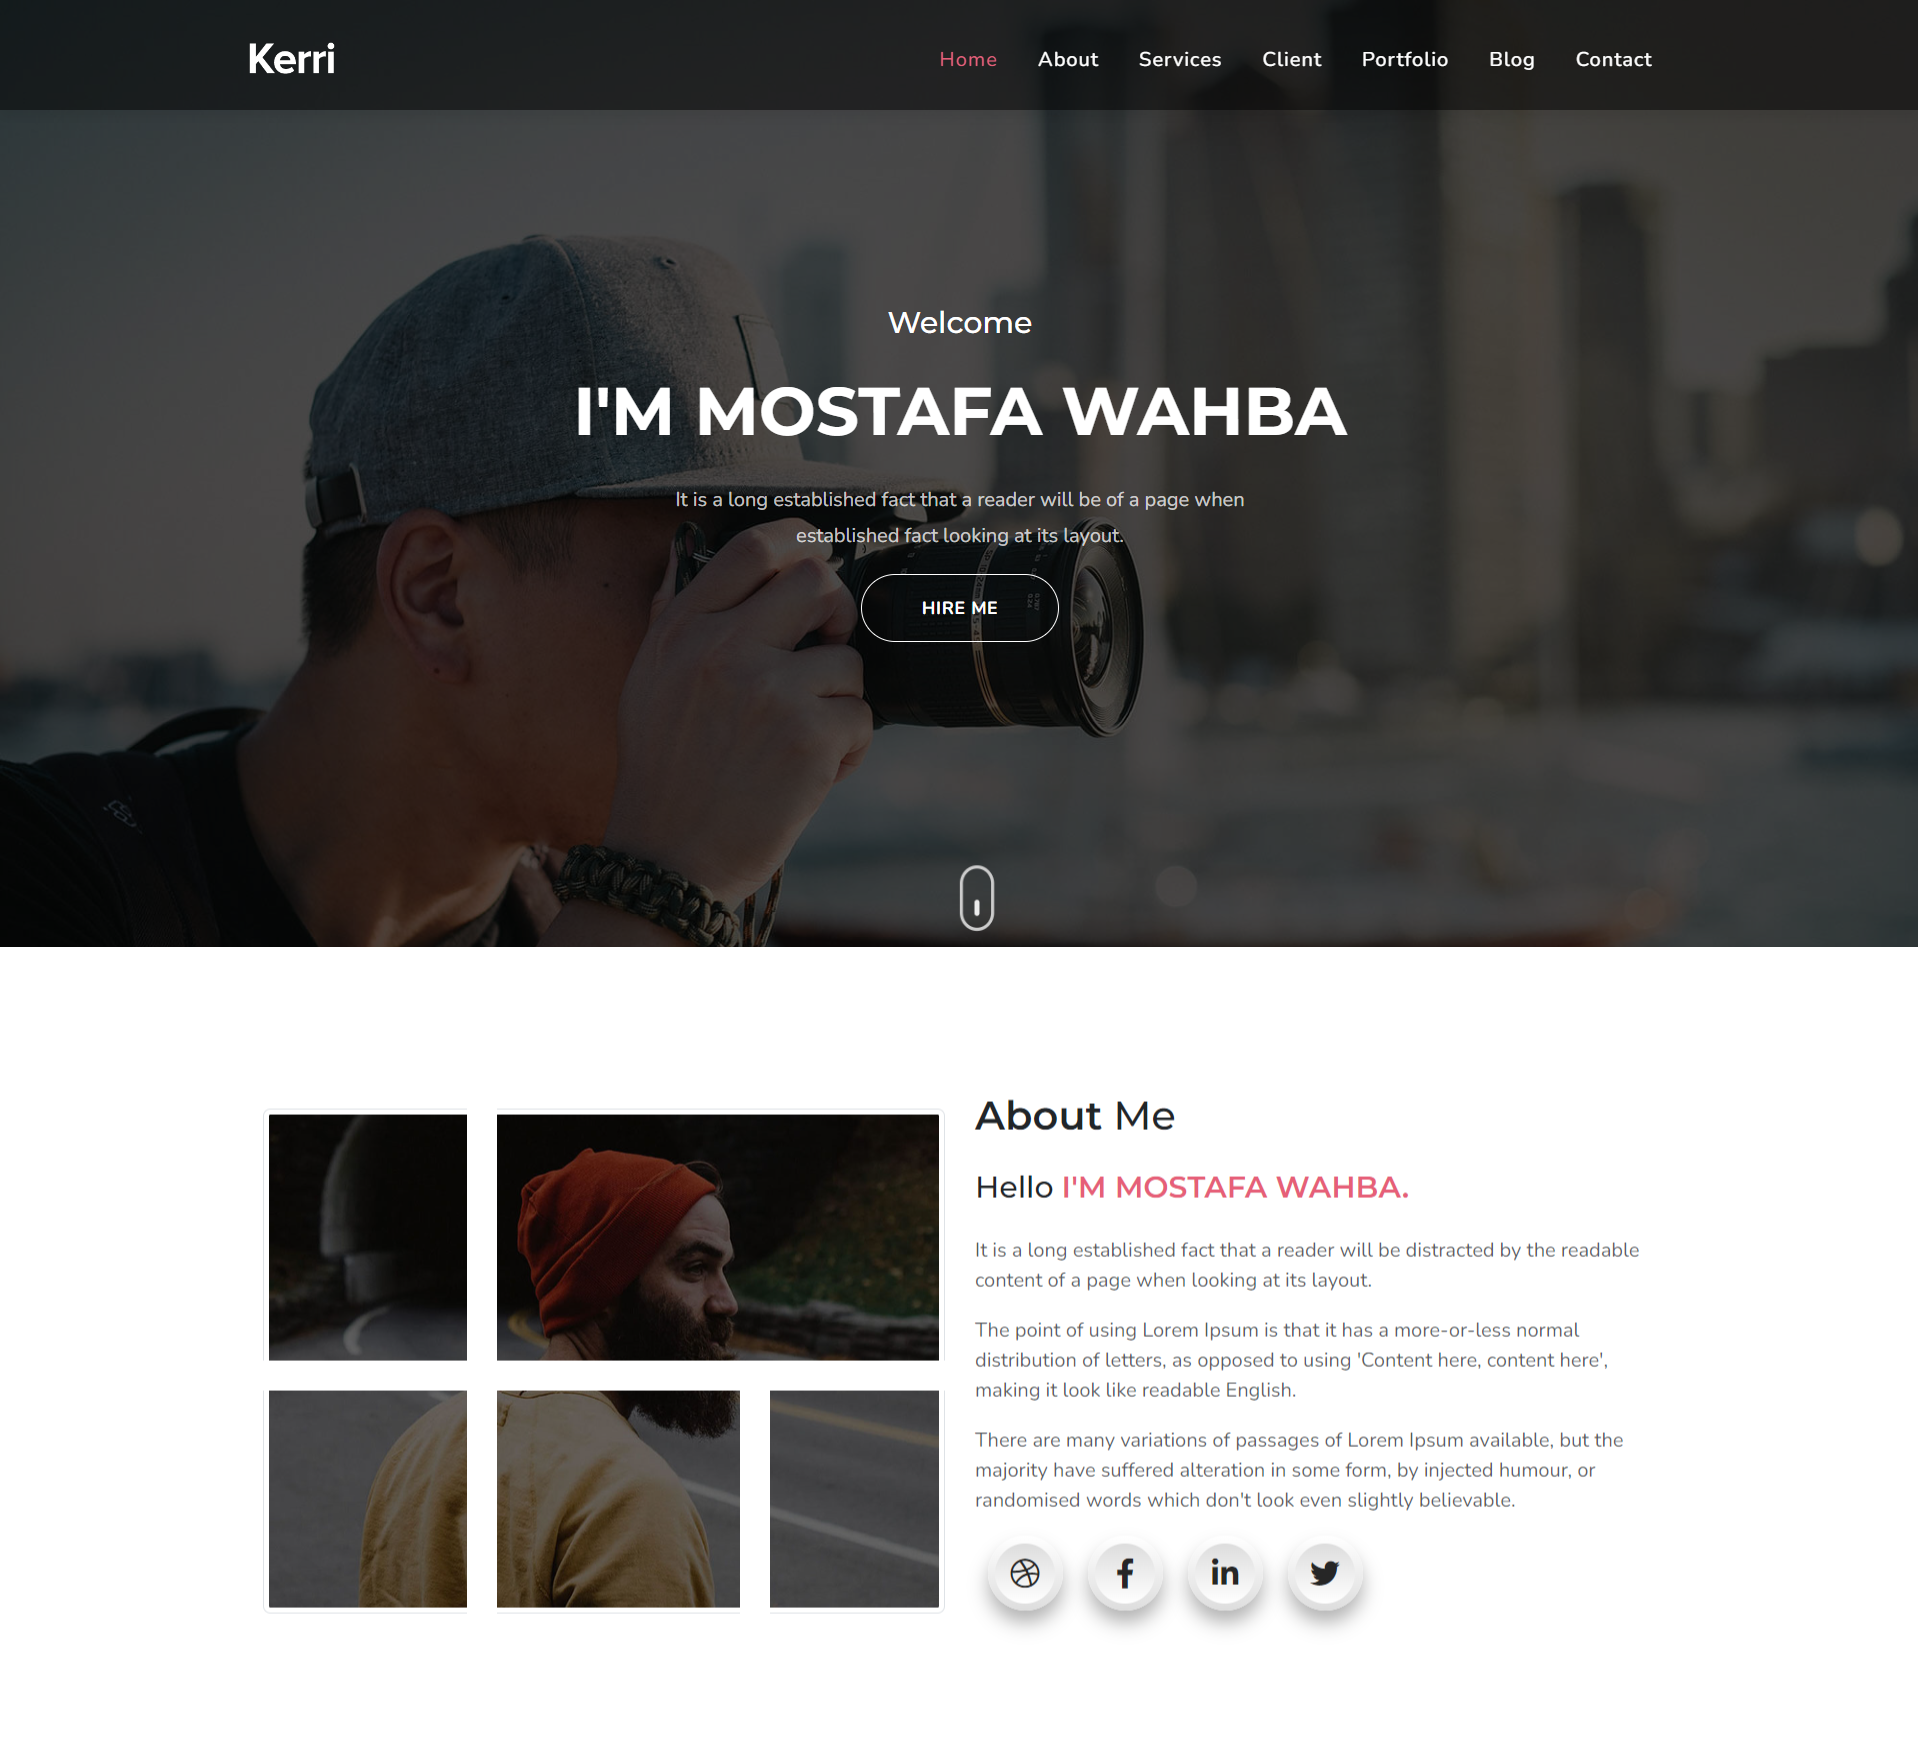 Kerri
Home About Services Client Portfolio Blog Contact
Welcome
I'M MOSTAFA WAHBA
It is a long established fact that a reader will be of a page when
established fact looking at its layout.
HIRE ME
About Me
Hello I'M MOSTAFA WAHBA.
It is a long established fact that a reader will be distracted by the readable
content of a page when looking at its layout.
The point of using Lorem Ipsum is that it has a more-or-less normal
distribution of letters, as opposed to using 'Content here, content here',
making it look like readable English.
There are many variations of passages of Lorem Ipsum available, but the
majority have suffered alteration in some form, by injected humour, or
randomised words which don't look even slightly believable.
in